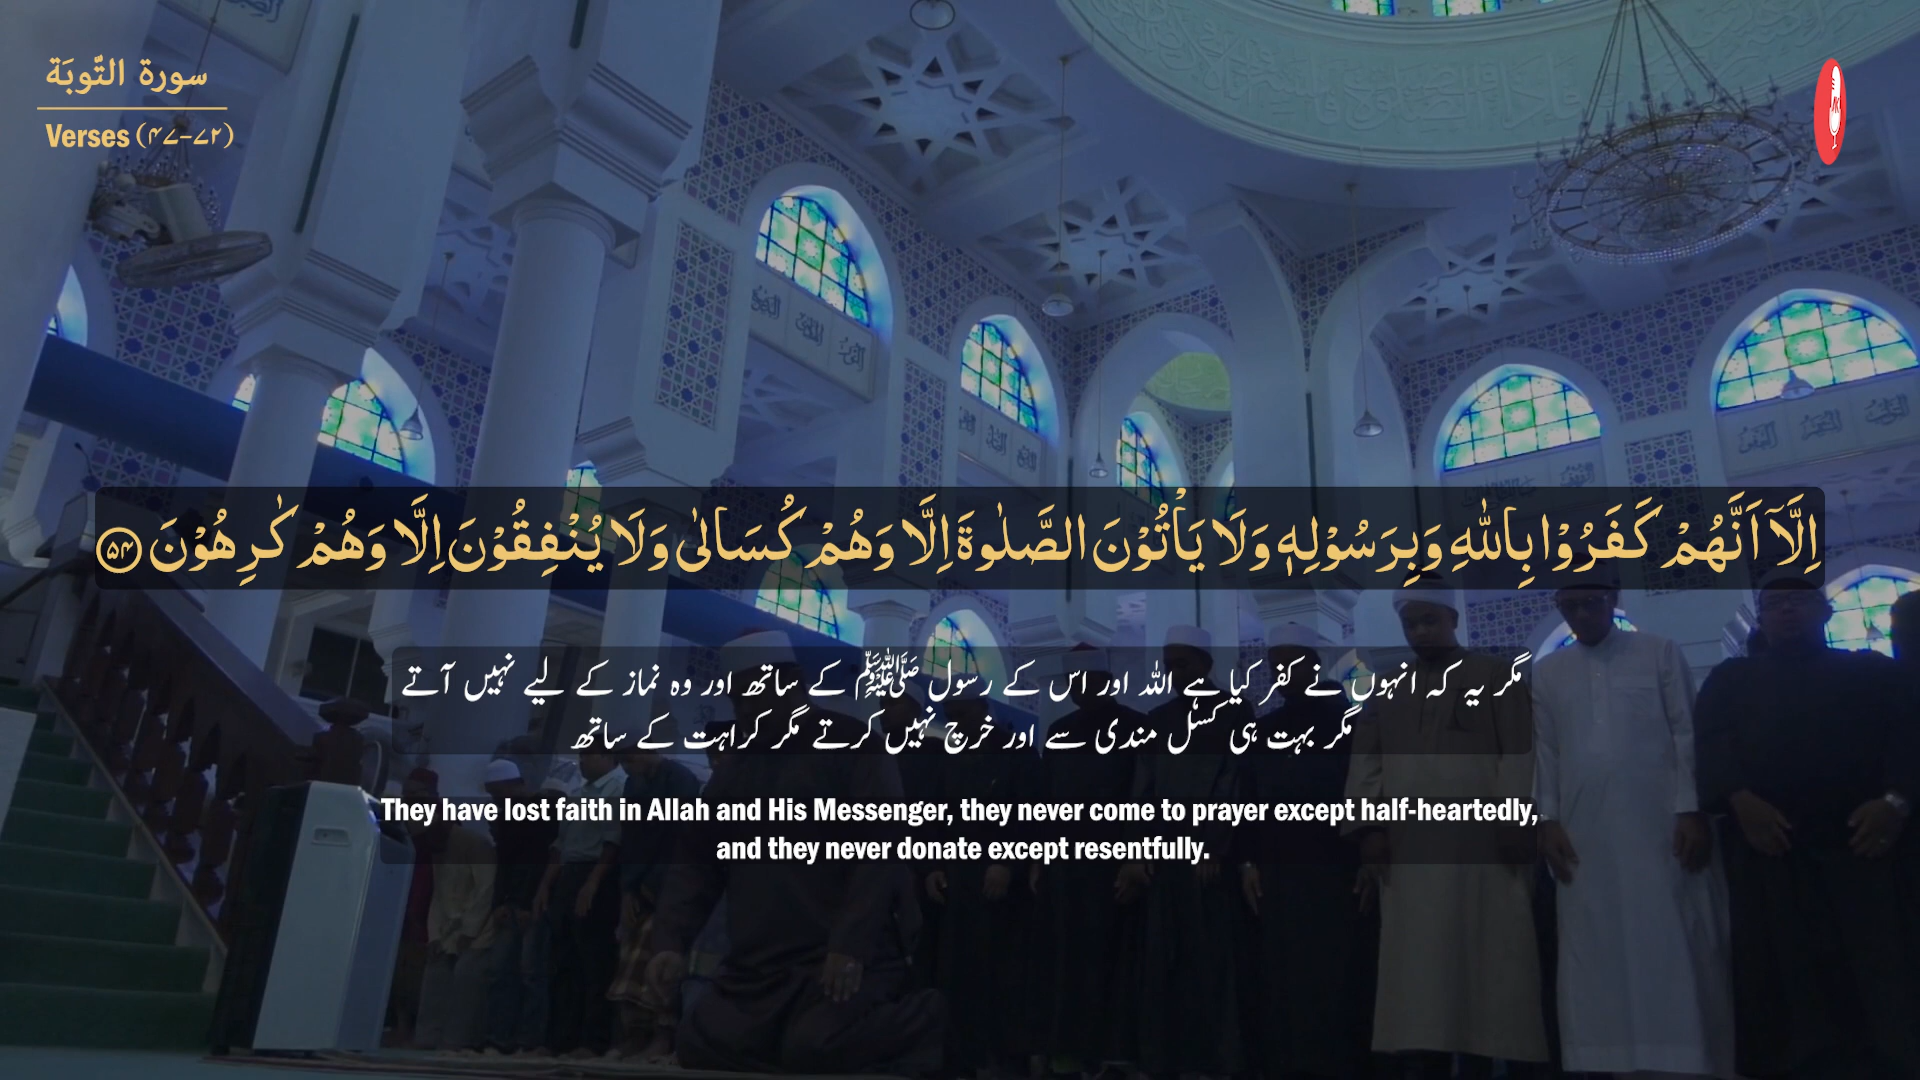 سورة التّوبَة
Verses (۴۷-۷۲)
اِلَّاۤ اَنَّهُمْ كَفَرُوْا بِاللّٰهِ وَبِرَسُوْلِهٖ وَلَا يَاْتُوْنَ الصَّلٰوةَ اِلَّا وَهُمْ كُسَالٰى وَلَا يُنْفِقُوْنَ اِلَّا وَهُمْ كٰرِهُوْنَ ۝۵۴
مگر یہ کہ انہوں نے کفر کیا ہے اللہ اور اس کے رسول ﷺ کے ساتھ اور وہ نماز کے لیے نہیں آتے
مگر بہت ہی کسل مندی سے اور خرچ نہیں کرتے مگر کراہت کے ساتھ
They have lost faith in Allah and His Messenger, they never come to prayer except half-heartedly,
and they never donate except resentfully.